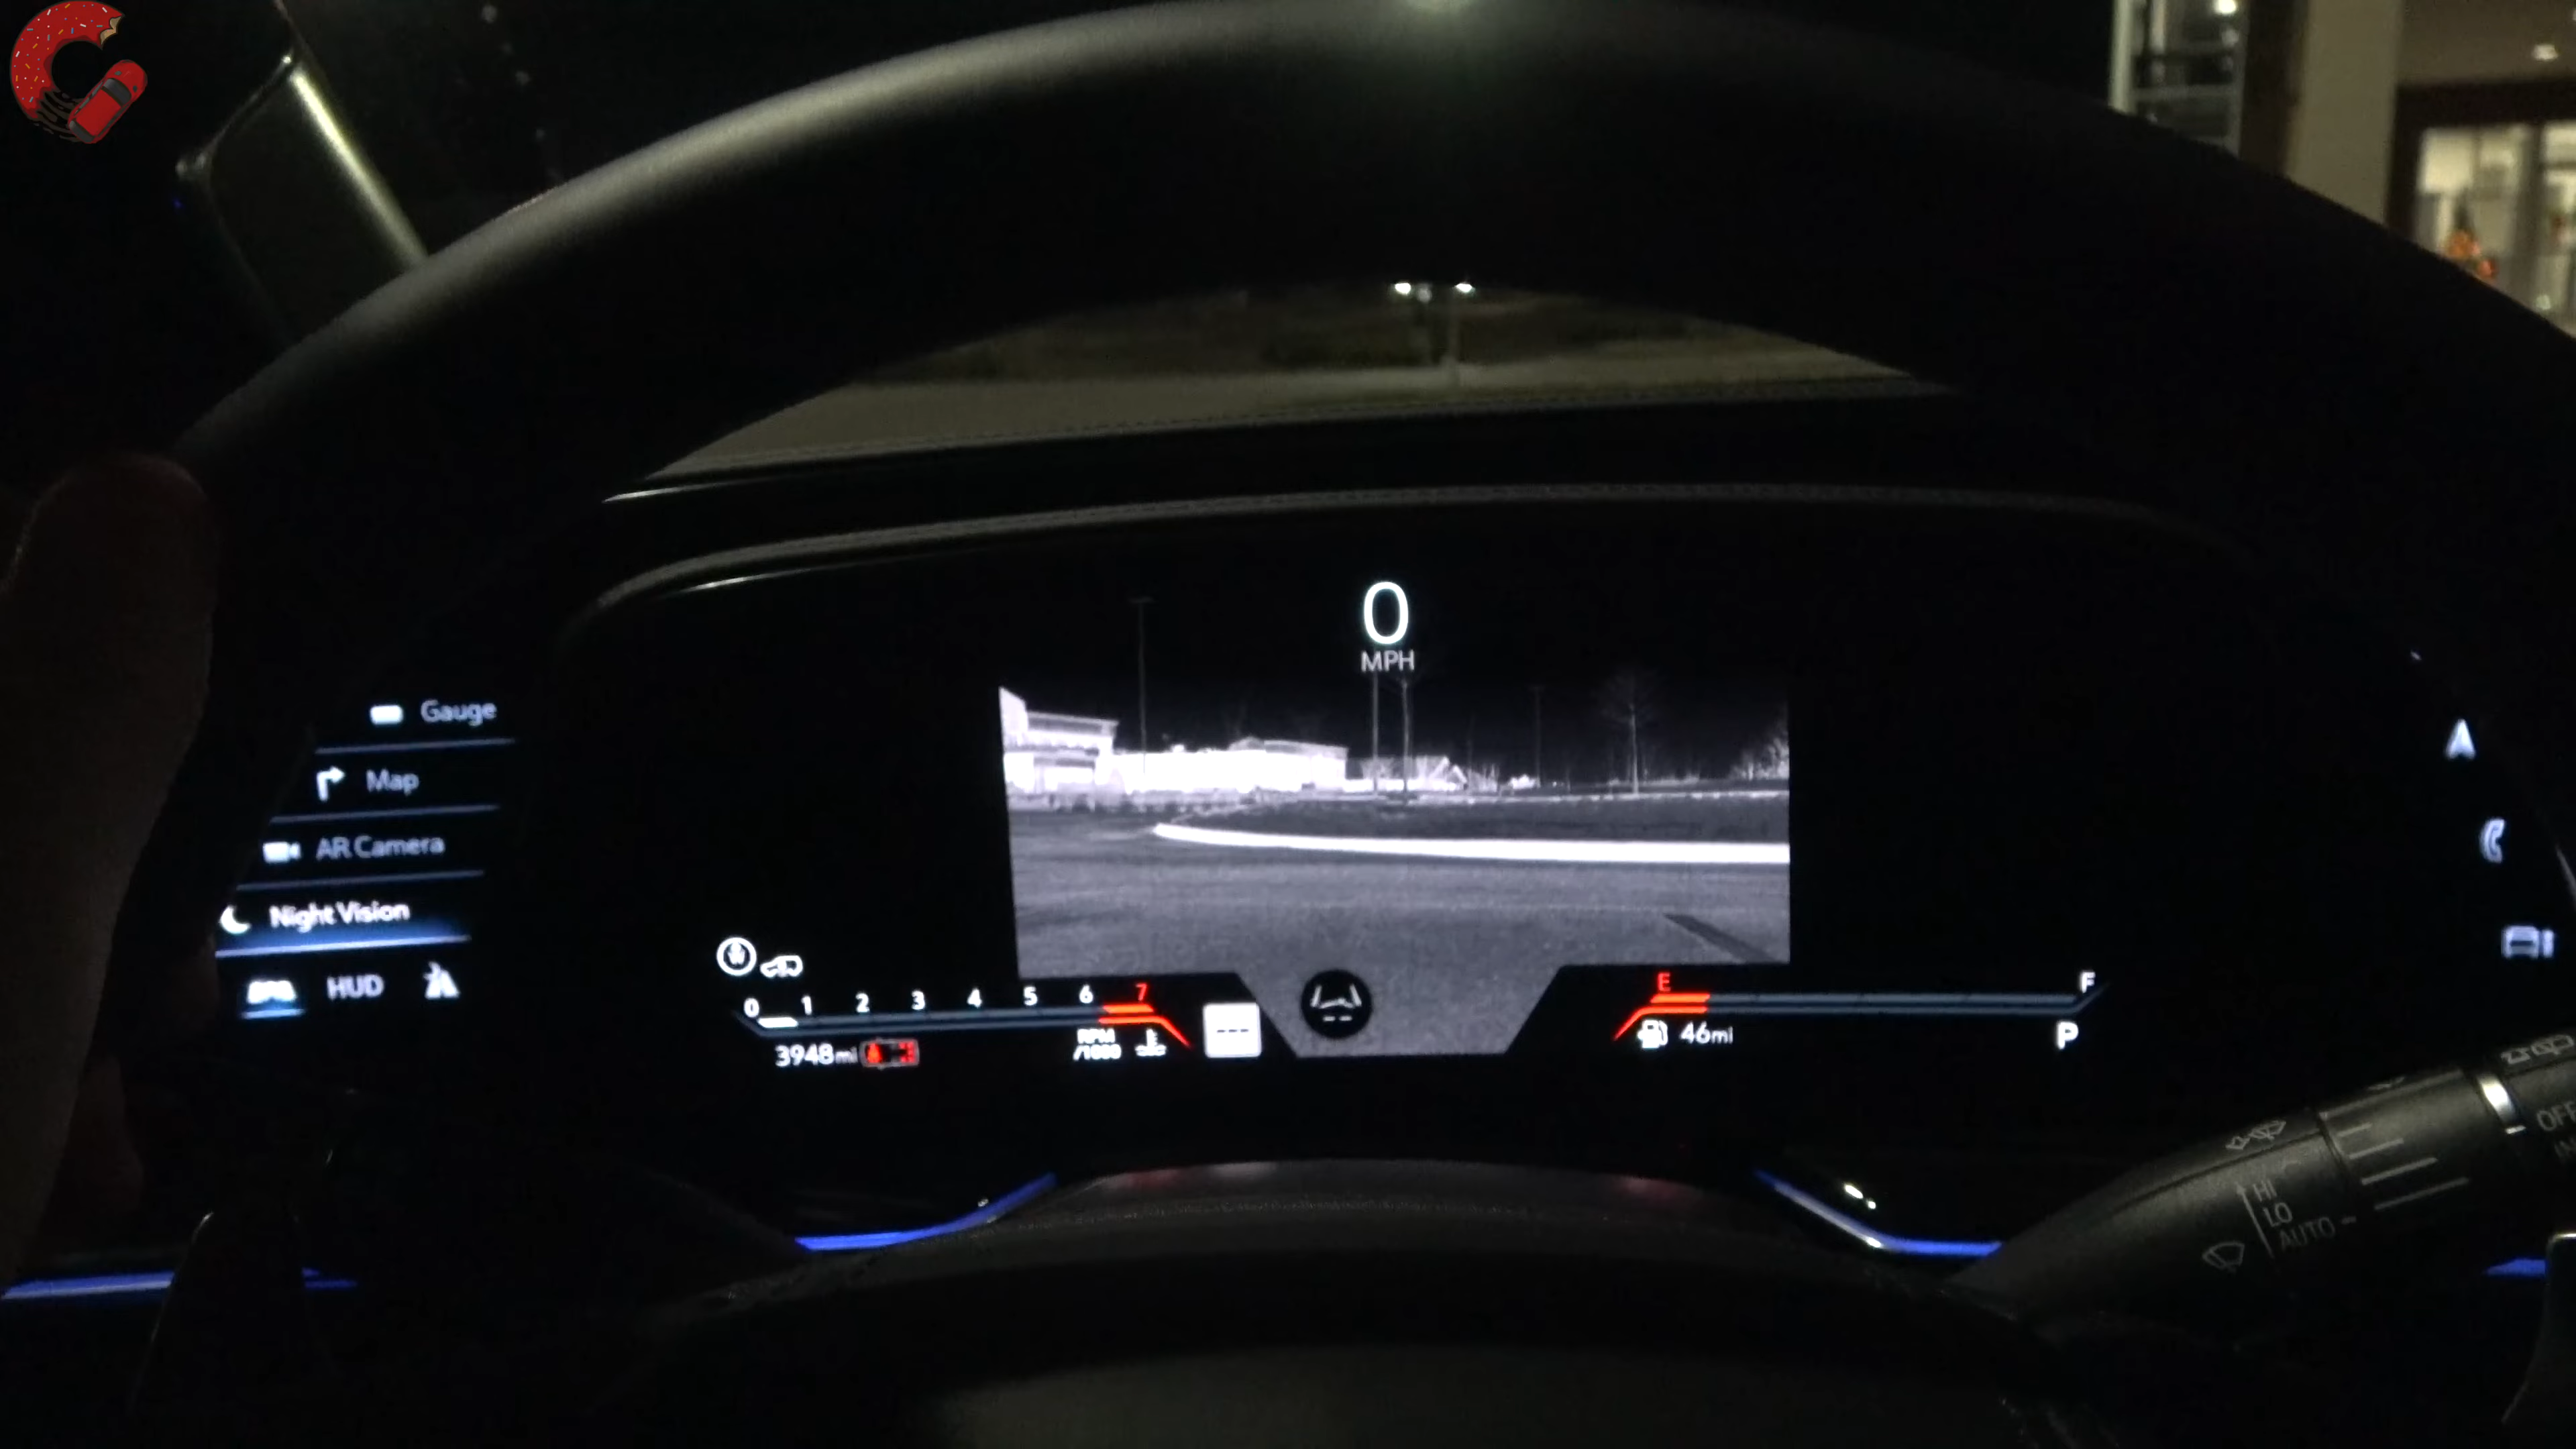 0
MPH
Gauge
Map
AR Camera
Night Vision
HUD
0 1 2 3 4 5 6 7
RPM
/1000
3948mi
---
E F
46mi
P
OFF
HI
LO
AUTO